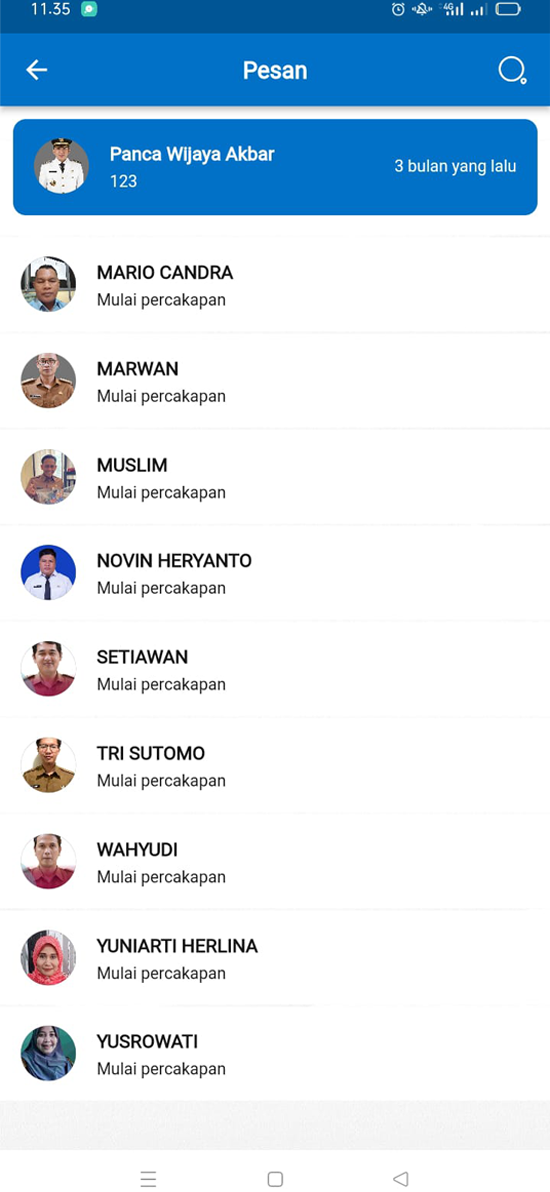 11.35
4G
Pesan
Panca Wijaya Akbar
123
3 bulan yang lalu
MARIO CANDRA
Mulai percakapan
MARWAN
Mulai percakapan
MUSLIM
Mulai percakapan
NOVIN HERYANTO
Mulai percakapan
SETIAWAN
Mulai percakapan
TRI SUTOMO
Mulai percakapan
WAHYUDI
Mulai percakapan
YUNIARTI HERLINA
Mulai percakapan
YUSROWATI
Mulai percakapan